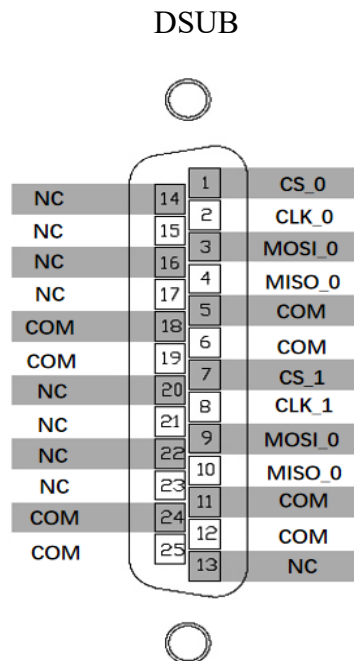 DSUB
1 CS_0
NC 14
2 CLK_0
NC 15
3 MOSI_0
NC 16
4 MISO_0
NC 17
5 COM
COM 18
6 COM
COM 19
7 CS_1
NC 20
8 CLK_1
NC 21
9 MOSI_0
NC 22
10 MISO_0
NC 23
11 COM
COM 24
12 COM
COM 25
13 NC